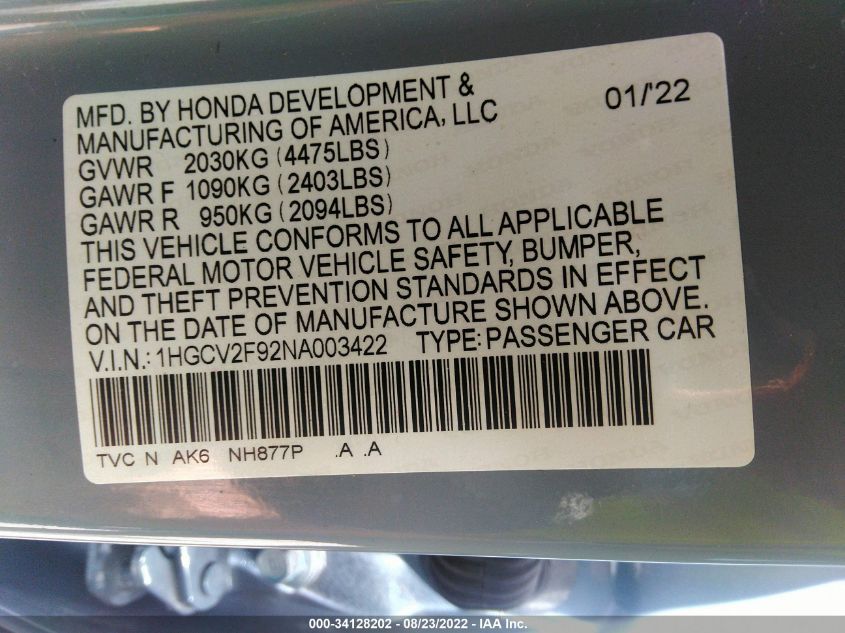 MFD. BY HONDA DEVELOPMENT &
MANUFACTURING OF AMERICA, LLC
01/'22
GVWR 2030KG (4475LBS)
GAWR F 1090KG (2403LBS)
GAWR R 950KG (2094LBS)
THIS VEHICLE CONFORMS TO ALL APPLICABLE
FEDERAL MOTOR VEHICLE SAFETY, BUMPER,
AND THEFT PREVENTION STANDARDS IN EFFECT
ON THE DATE OF MANUFACTURE SHOWN ABOVE.
V.I.N.: 1HGCV2F92NA003422 TYPE: PASSENGER CAR
TVC N AK6 NH877P .A .A
000-34128202 - 08/23/2022 - IAA Inc.